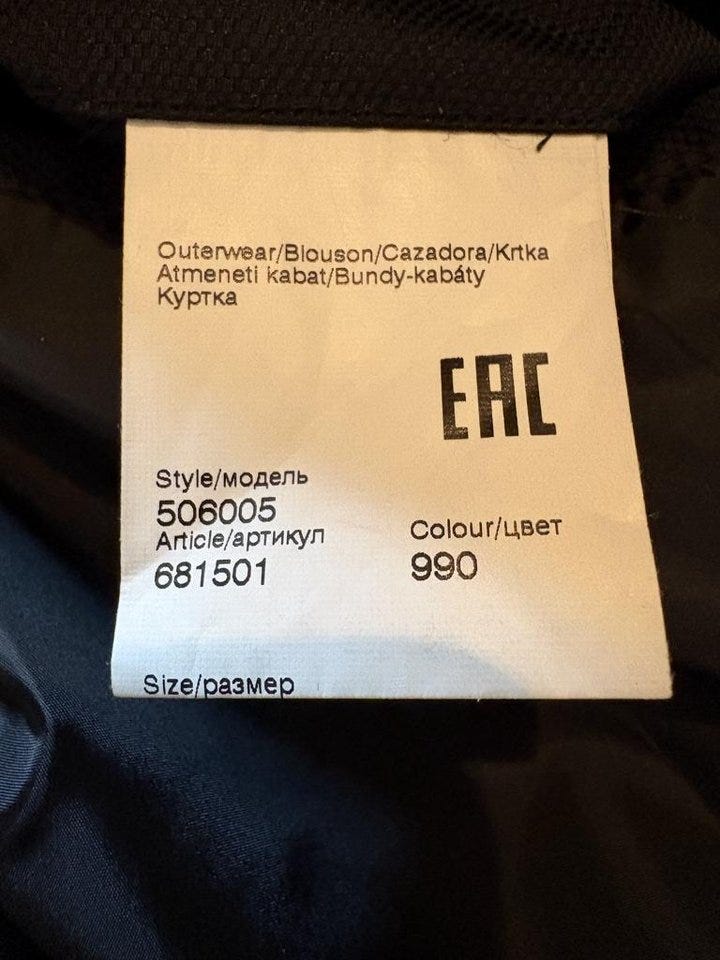 Outerwear/Blouson/Cazadora/Krtka
Atmeneti kabat/Bundy-kabáty
Куртка
EAC
Style/модель
506005
Article/артикул
681501
Colour/цвет
990
Size/размер